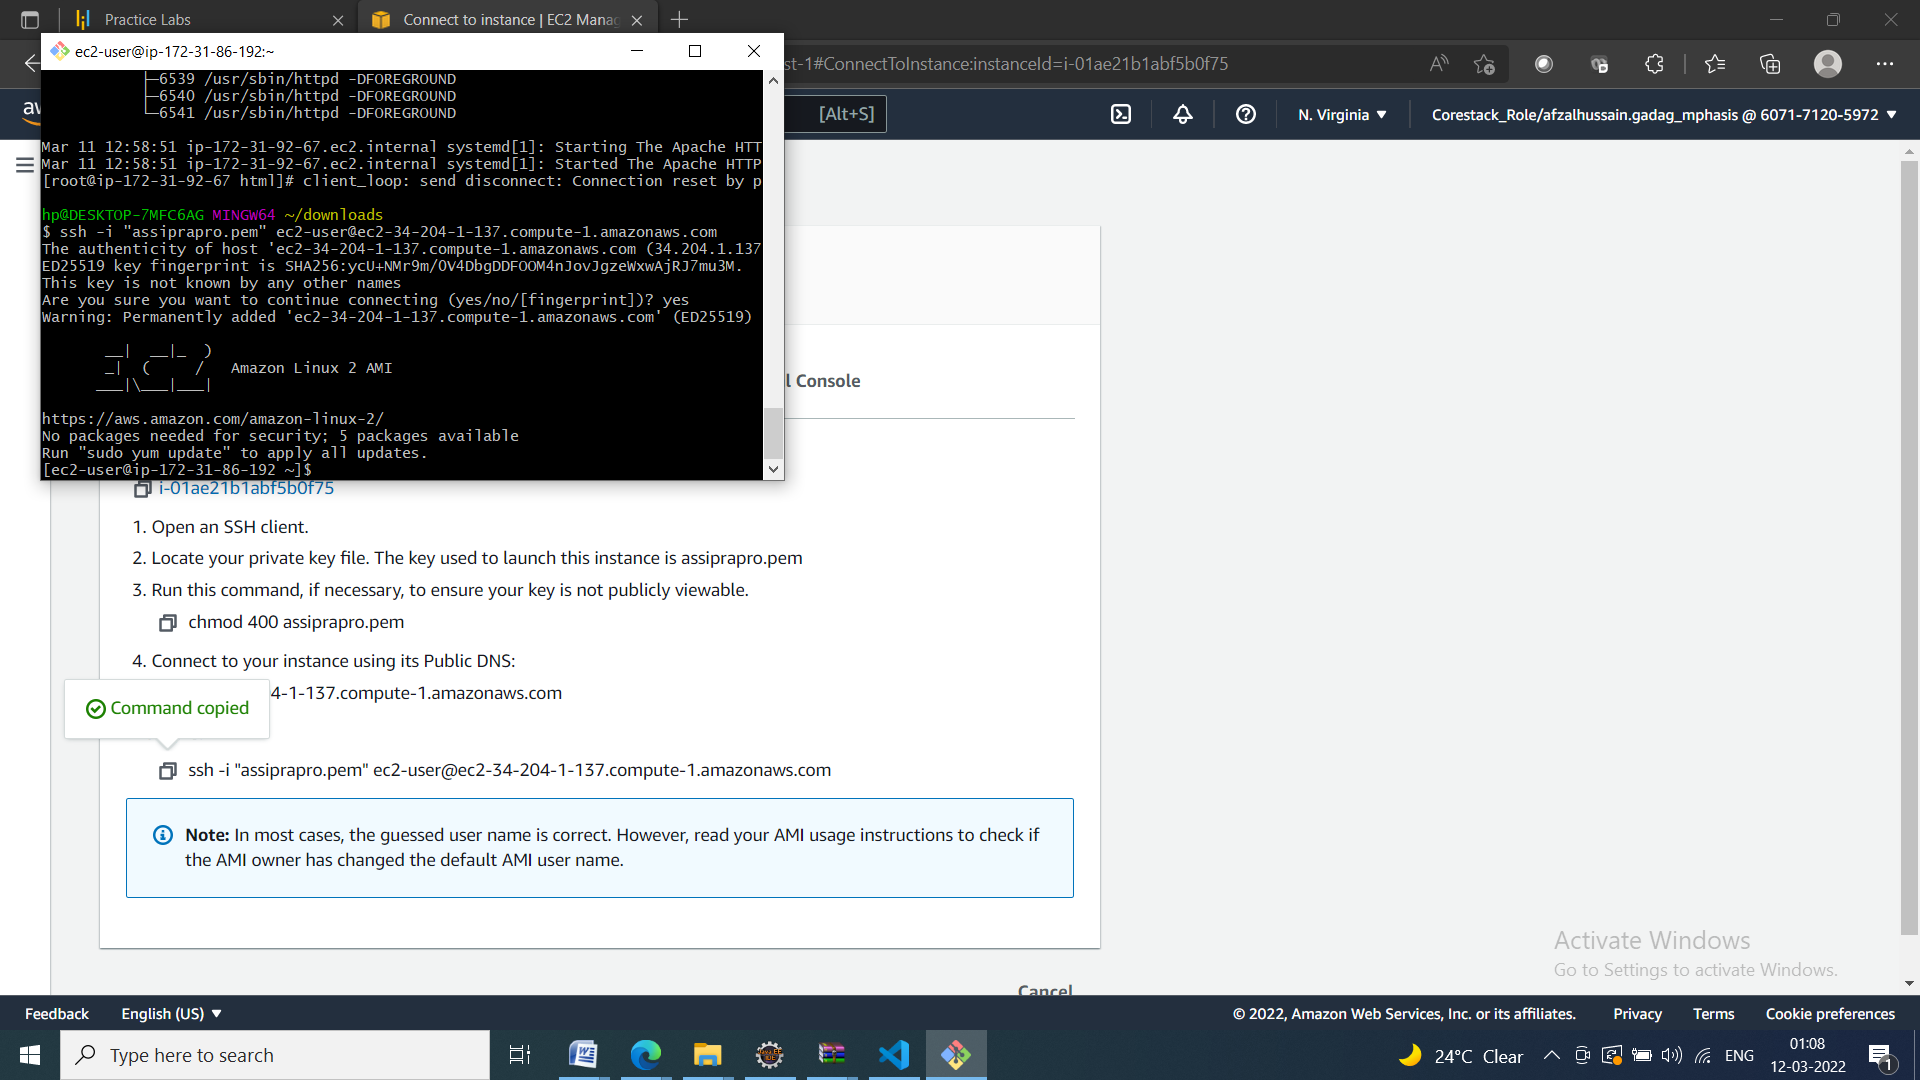 Practice Labs
Connect to instance | EC2 Manag
ec2-user@ip-172-31-86-192:~
st-1#ConnectToInstance:instanceId=i-01ae21b1abf5b0f75
├─6539 /usr/sbin/httpd -DFOREGROUND
├─6540 /usr/sbin/httpd -DFOREGROUND
└─6541 /usr/sbin/httpd -DFOREGROUND
aw
[Alt+S]
N. Virginia ▼
Corestack_Role/afzalhussain.gadag_mphasis @ 6071-7120-5972 ▼
Mar 11 12:58:51 ip-172-31-92-67.ec2.internal systemd[1]: Starting The Apache HTT
Mar 11 12:58:51 ip-172-31-92-67.ec2.internal systemd[1]: Started The Apache HTTP
[root@ip-172-31-92-67 html]# client_loop: send disconnect: Connection reset by p
hp@DESKTOP-7MFC6AG MINGW64 ~/downloads
$ ssh -i "assiprapro.pem" ec2-user@ec2-34-204-1-137.compute-1.amazonaws.com
The authenticity of host 'ec2-34-204-1-137.compute-1.amazonaws.com (34.204.1.137
ED25519 key fingerprint is SHA256:ycU+NMr9m/OV4DbgDDFOOM4nJovJgzeWxwAjRJ7mu3M.
This key is not known by any other names
Are you sure you want to continue connecting (yes/no/[fingerprint])? yes
Warning: Permanently added 'ec2-34-204-1-137.compute-1.amazonaws.com' (ED25519)
__|  __|_  )
_|  (     /   Amazon Linux 2 AMI
___|\___|___|
https://aws.amazon.com/amazon-linux-2/
No packages needed for security; 5 packages available
Run "sudo yum update" to apply all updates.
[ec2-user@ip-172-31-86-192 ~]$
l Console
i-01ae21b1abf5b0f75
1. Open an SSH client.
2. Locate your private key file. The key used to launch this instance is assiprapro.pem
3. Run this command, if necessary, to ensure your key is not publicly viewable.
chmod 400 assiprapro.pem
4. Connect to your instance using its Public DNS:
4-1-137.compute-1.amazonaws.com
Command copied
ssh -i "assiprapro.pem" ec2-user@ec2-34-204-1-137.compute-1.amazonaws.com
Note: In most cases, the guessed user name is correct. However, read your AMI usage instructions to check if
the AMI owner has changed the default AMI user name.
Activate Windows
Go to Settings to activate Windows.
Cancel
Feedback
English (US) ▼
© 2022, Amazon Web Services, Inc. or its affiliates.
Privacy
Terms
Cookie preferences
Type here to search
24°C Clear
ENG
01:08
12-03-2022
1